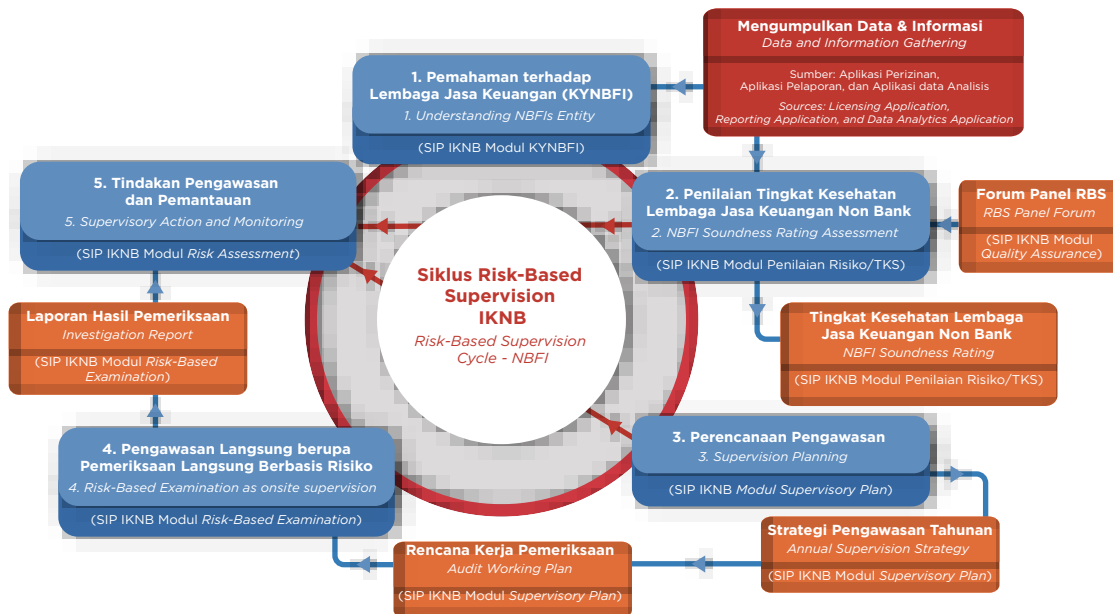 Mengumpulkan Data & Informasi
Data and Information Gathering
Sumber: Aplikasi Perizinan,
Aplikasi Pelaporan, dan Aplikasi data Analisis
Sources: Licensing Application,
Reporting Application, and Data Analytics Application
1. Pemahaman terhadap
Lembaga Jasa Keuangan (KYNBFI)
1. Understanding NBFIs Entity
(SIP IKNB Modul KYNBFI)
2. Penilaian Tingkat Kesehatan
Lembaga Jasa Keuangan Non Bank
2. NBFI Soundness Rating Assessment
(SIP IKNB Modul Penilaian Risiko/TKS)
Forum Panel RBS
RBS Panel Forum
(SIP IKNB Modul
Quality Assurance)
Tingkat Kesehatan Lembaga
Jasa Keuangan Non Bank
NBFI Soundness Rating
(SIP IKNB Modul Penilaian Risiko/TKS)
3. Perencanaan Pengawasan
3. Supervision Planning
(SIP IKNB Modul Supervisory Plan)
Strategi Pengawasan Tahunan
Annual Supervision Strategy
(SIP IKNB Modul Supervisory Plan)
Rencana Kerja Pemeriksaan
Audit Working Plan
(SIP IKNB Modul Supervisory Plan)
4. Pengawasan Langsung berupa
Pemeriksaan Langsung Berbasis Risiko
4. Risk-Based Examination as onsite supervision
(SIP IKNB Modul Risk-Based Examination)
Laporan Hasil Pemeriksaan
Investigation Report
(SIP IKNB Modul Risk-Based
Examination)
5. Tindakan Pengawasan
dan Pemantauan
5. Supervisory Action and Monitoring
(SIP IKNB Modul Risk Assessment)
Siklus Risk-Based
Supervision
IKNB
Risk-Based Supervision
Cycle - NBFI